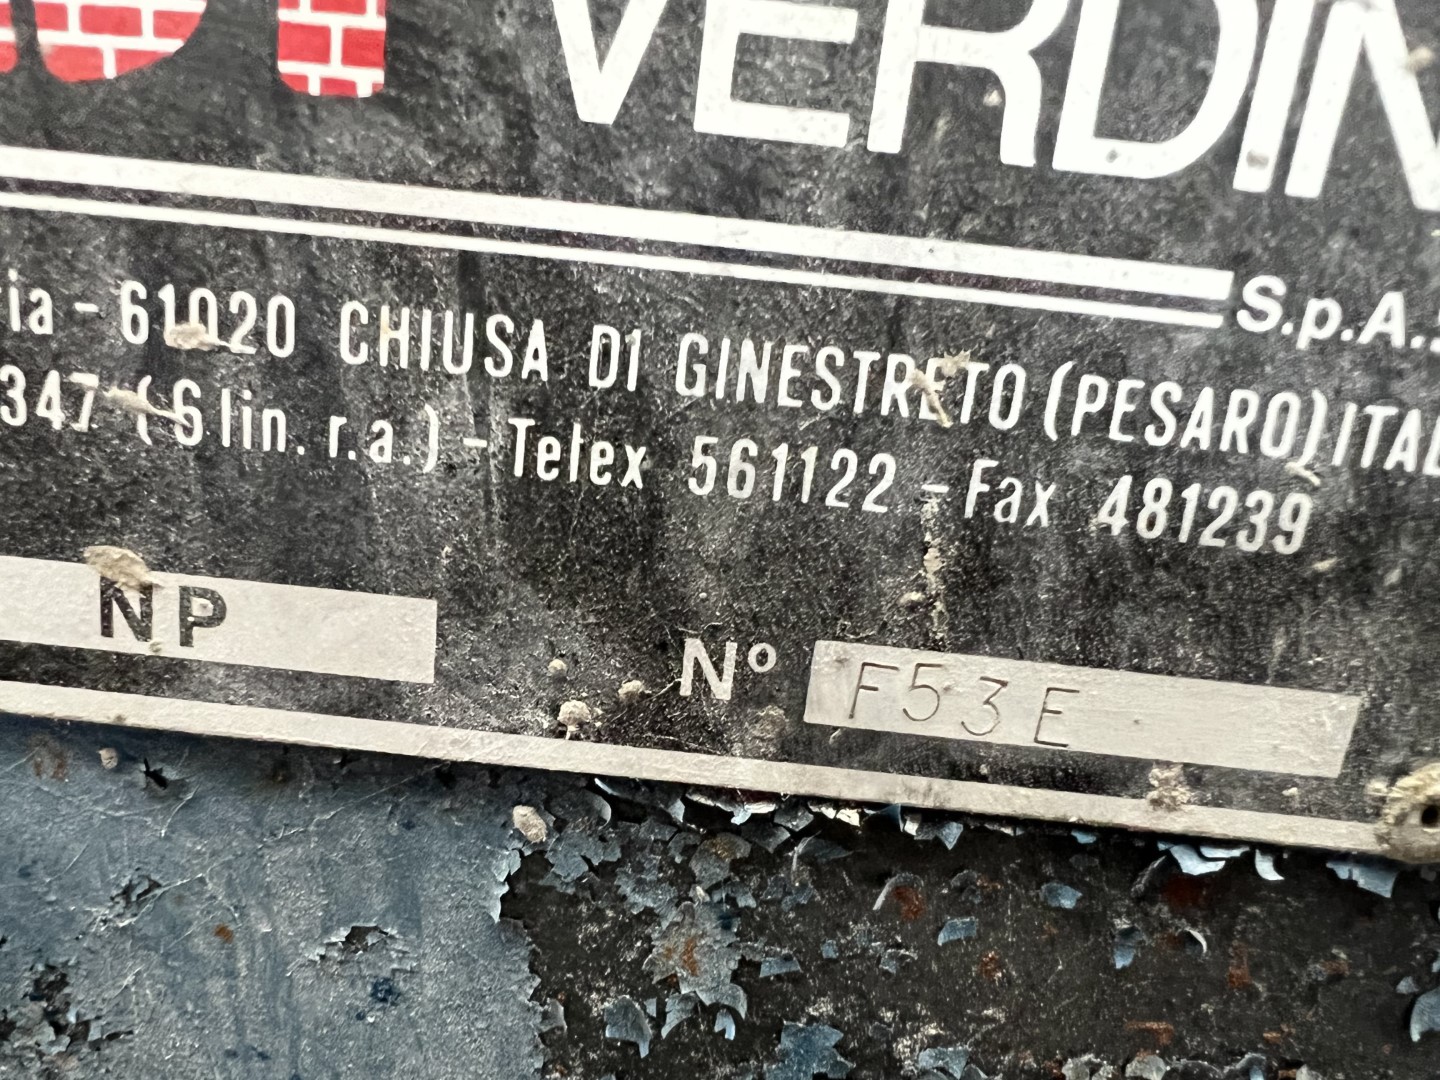 VERDIN
S.p.A.
ia - 61020 CHIUSA DI GINESTRETO (PESARO) ITAL
347 (6 lin. r.a.) - Telex 561122 - Fax 481239
NP N° F53E